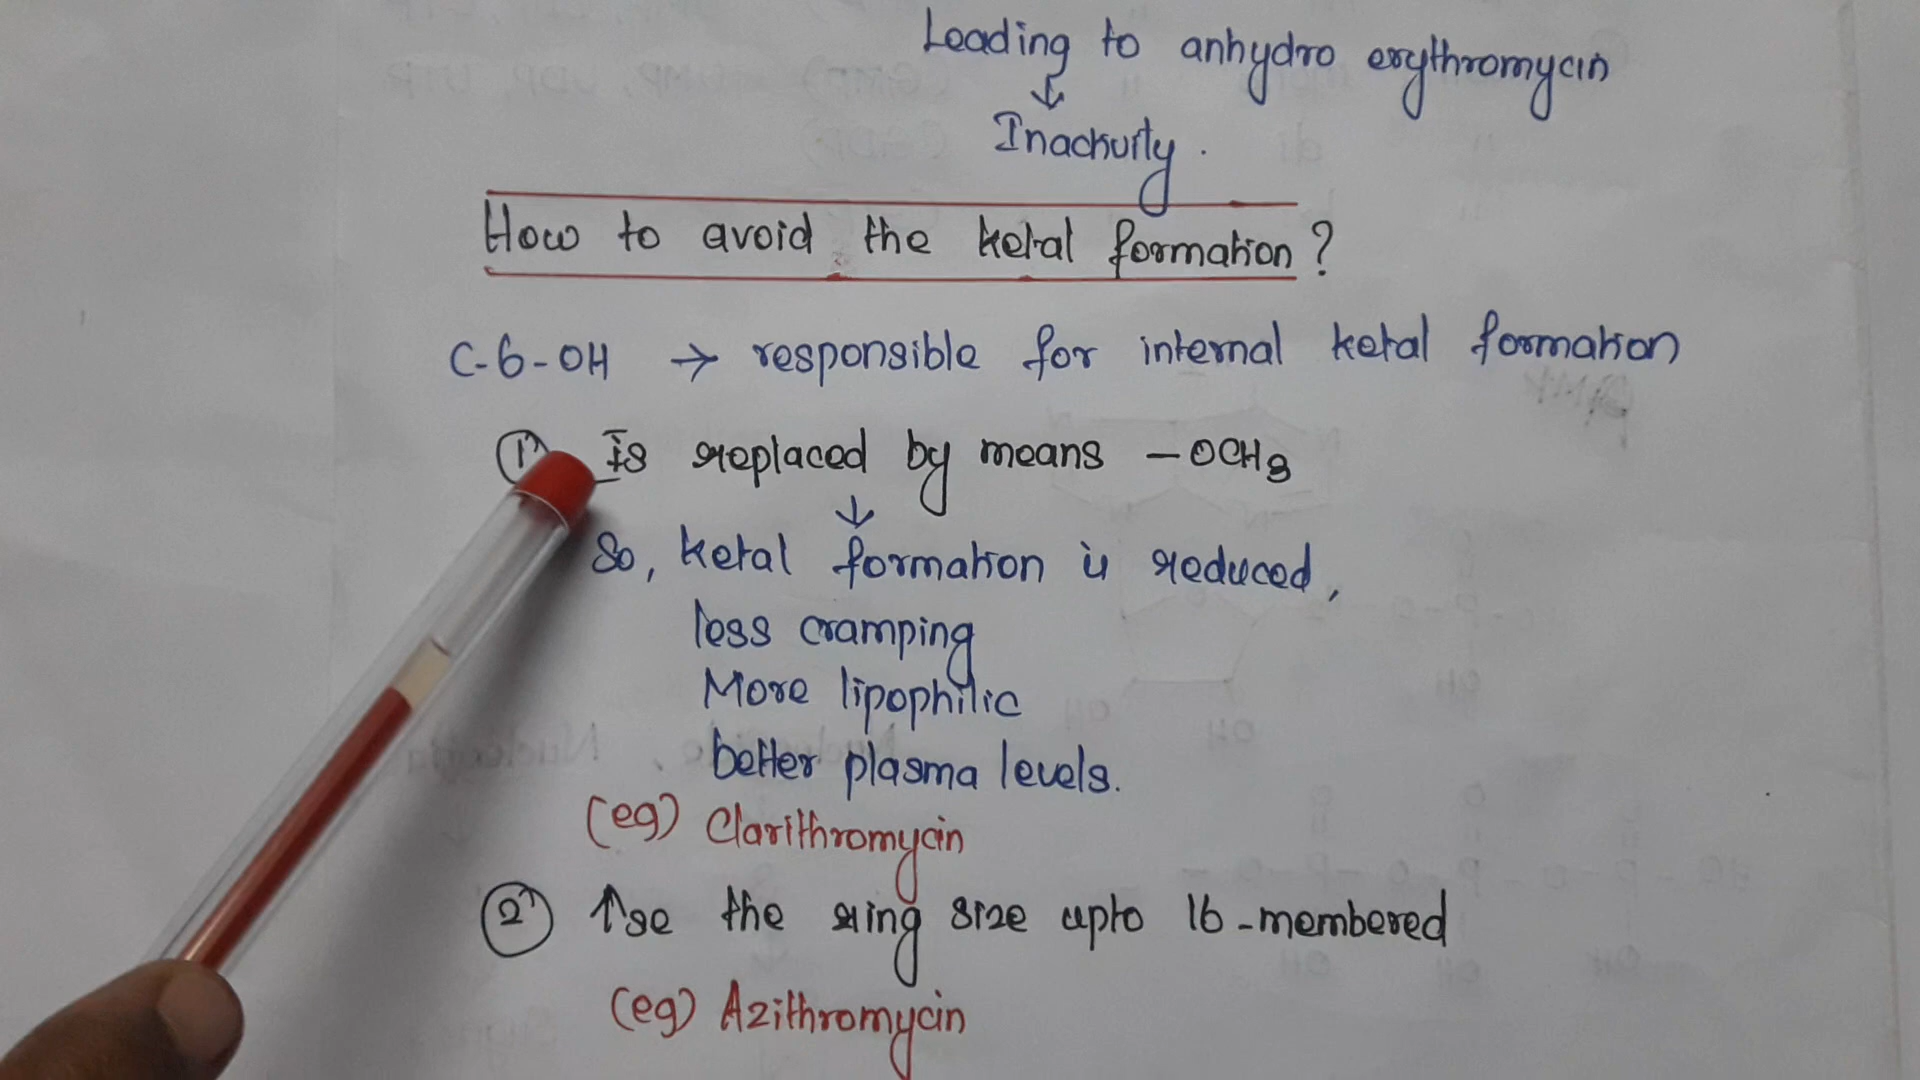 Leading to anhydro erythromycin
↓
Inactivity.
How to avoid the ketal formation?
C-6-OH → responsible for internal ketal formation
1) Is replaced by means -OCH3
↓
So, ketal formation is reduced,
less cramping
More lipophilic
better plasma levels.
(eg) Clarithromycin
2) ↑se the ring size upto 16-membered
(eg) Azithromycin